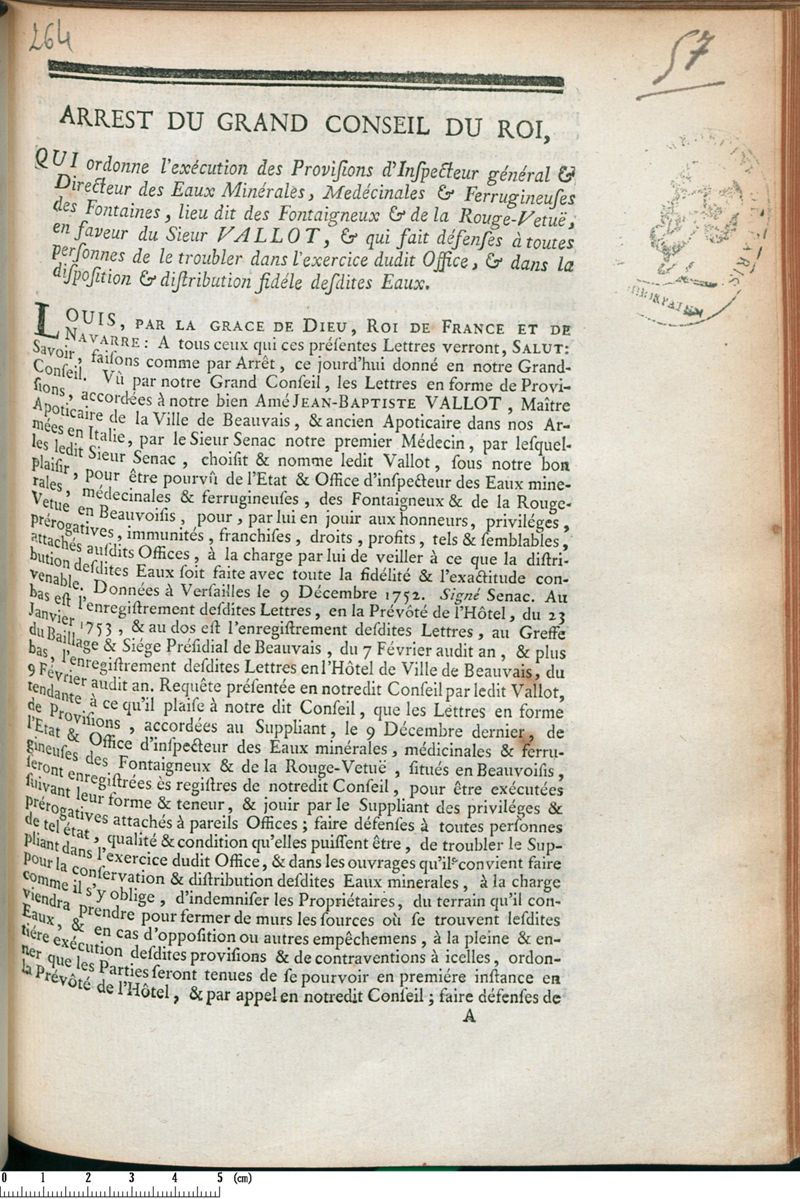 264
57
ARREST DU GRAND CONSEIL DU ROI,
QUI ordonne l'exécution des Proviſions d'Inſpecteur général &
Directeur des Eaux Minérales, Medécinales & Ferrugineuſes
des Fontaines, lieu dit des Fontaigneux & de la Rouge-Vetuë,
en faveur du Sieur VALLOT, & qui fait défenſes à toutes
perſonnes de le troubler dans l'exercice dudit Office, & dans la
diſpoſition & diſtribution fidéle deſdites Eaux.
LOUIS, PAR LA GRACE DE DIEU, ROI DE FRANCE ET DE
NAVARRE: A tous ceux qui ces préſentes Lettres verront, SALUT:
Savoir, faiſons comme par Arrêt, ce jourd'hui donné en notre Grand-
Conſeil. Vû par notre Grand Conſeil, les Lettres en forme de Provi-
ſions, accordées à notre bien Amé JEAN-BAPTISTE VALLOT, Maître
Apoticaire de la Ville de Beauvais, & ancien Apoticaire dans nos Ar-
mées en Italie, par le Sieur Senac notre premier Médecin, par leſquel-
les ledit Sieur Senac, choiſit & nomme ledit Vallot, ſous notre bon
plaiſir, pour être pourvû de l'Etat & Office d'inſpecteur des Eaux mine-
rales, médecinales & ferrugineuſes, des Fontaigneux & de la Rouge-
Vetue en Beauvoiſis, pour, par lui en jouir aux honneurs, priviléges,
prérogatives, immunités, franchiſes, droits, profits, tels & ſemblables,
attachés auſdits Offices, à la charge par lui de veiller à ce que la diſtri-
bution deſdites Eaux ſoit faite avec toute la fidélité & l'exactitude con-
venable. Données à Verſailles le 9 Décembre 1752. Signé Senac. Au
bas eſt l'enregiſtrement deſdites Lettres, en la Prévôté de l'Hôtel, du 23
Janvier 1753, & au dos eſt l'enregiſtrement deſdites Lettres, au Greffe
du Bailliage & Siége Préſidial de Beauvais, du 7 Février audit an, & plus
bas, l'enregiſtrement deſdites Lettres en l'Hôtel de Ville de Beauvais, du
9 Février audit an. Requête préſentée en notredit Conſeil par ledit Vallot,
tendante à ce qu'il plaiſe à notre dit Conſeil, que les Lettres en forme
de Proviſions, accordées au Suppliant, le 9 Décembre dernier, de
l'Etat & Office d'inſpecteur des Eaux minérales, médicinales & ferru-
gineuſes des Fontaigneux & de la Rouge-Vetuë, ſitués en Beauvoiſis,
ſeront enregiſtrées ès regiſtres de notredit Conſeil, pour être exécutées
ſuivant leur forme & teneur, & jouir par le Suppliant des priviléges &
prérogatives attachés à pareils Offices; faire défenſes à toutes perſonnes
de tel état, qualité & condition qu'elles puiſſent être, de troubler le Sup-
pliant dans l'exercice dudit Office, & dans les ouvrages qu'il convient faire
pour la conſervation & diſtribution deſdites Eaux minerales, à la charge
comme il s'y oblige, d'indemniſer les Propriétaires, du terrain qu'il con-
viendra prendre pour fermer de murs les ſources où ſe trouvent leſdites
Eaux, & en cas d'oppoſition ou autres empêchemens, à la pleine & en-
tiére exécution deſdites proviſions & de contraventions à icelles, ordon-
ner que les Parties ſeront tenues de ſe pourvoir en premiére inſtance en
la Prévôté de l'Hôtel, & par appel en notredit Conſeil; faire défenſes de
A
0 1 2 3 4 5 (cm)